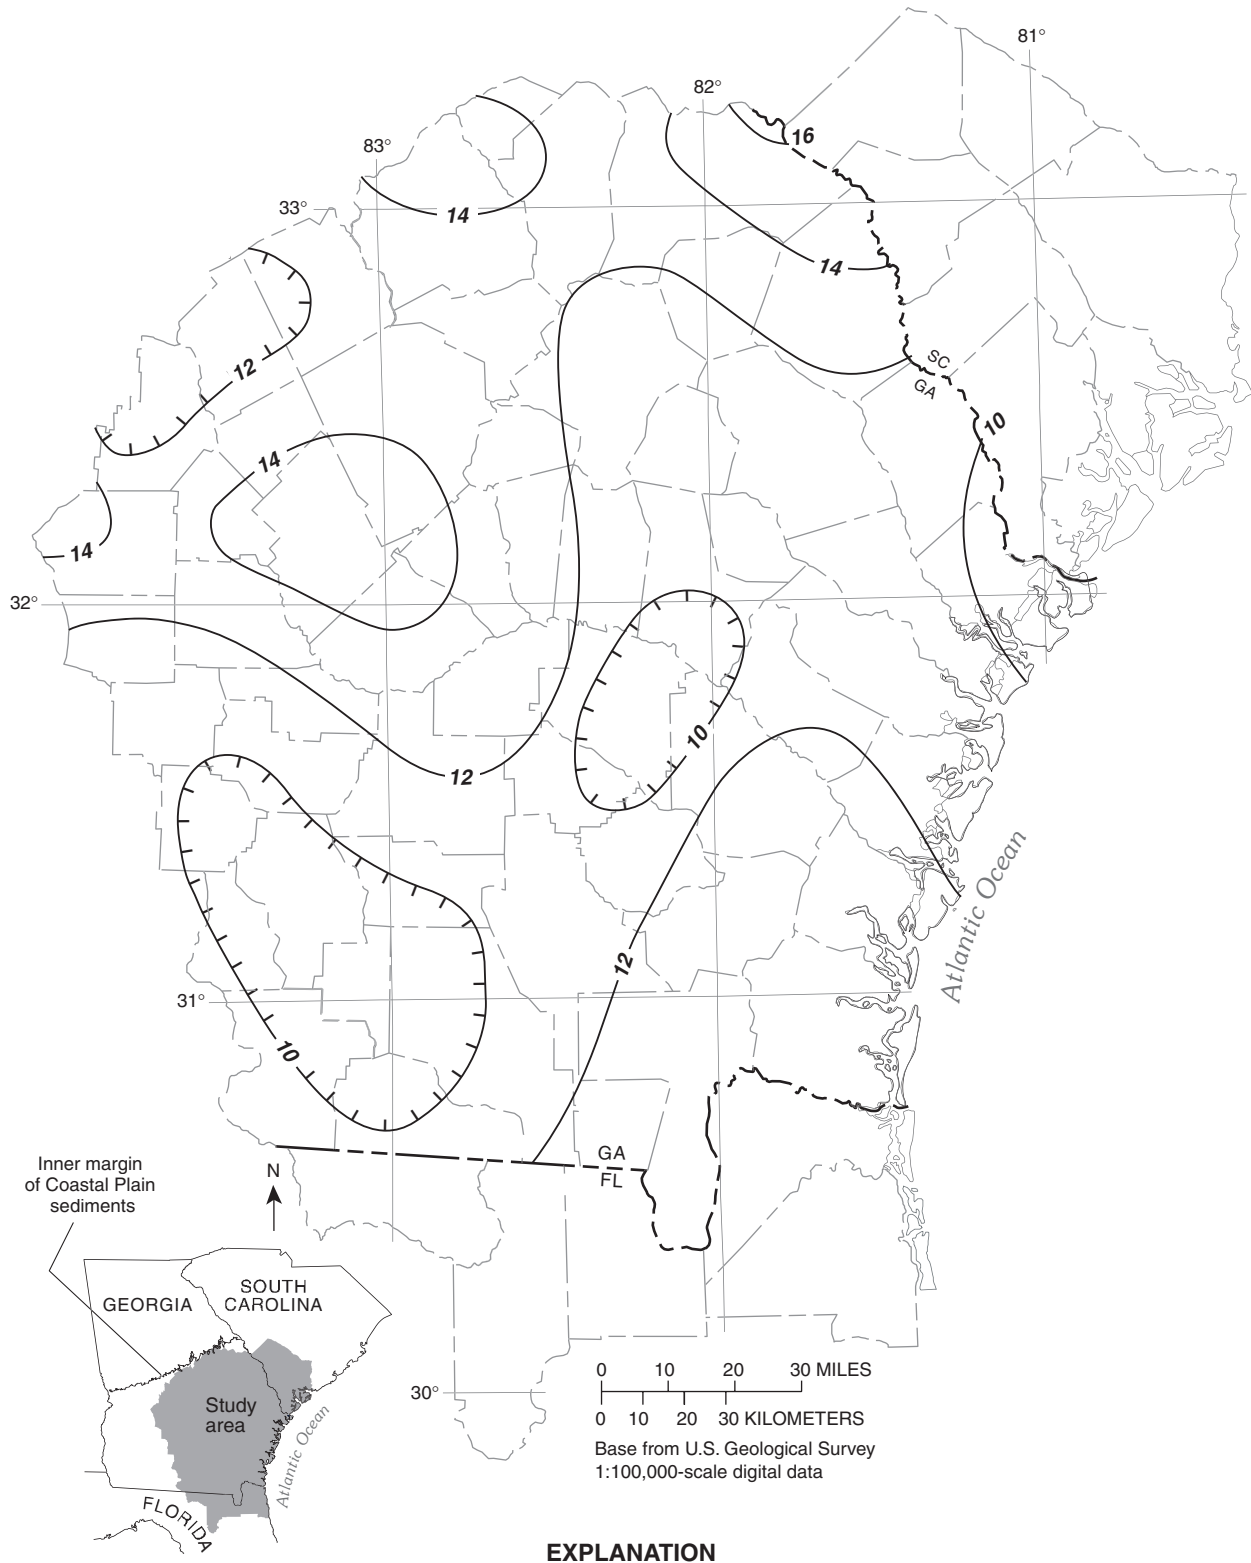 81°
82°
16
83°
14
33°
14
12
SC
GA
10
14
14
32°
10
12
Atlantic Ocean
12
31°
10
GA
FL
Inner margin
of Coastal Plain
sediments
N
SOUTH
CAROLINA
GEORGIA
Study
area
Atlantic Ocean
FLORIDA
30°
0 10 20 30 MILES
0 10 20 30 KILOMETERS
Base from U.S. Geological Survey
1:100,000-scale digital data
EXPLANATION